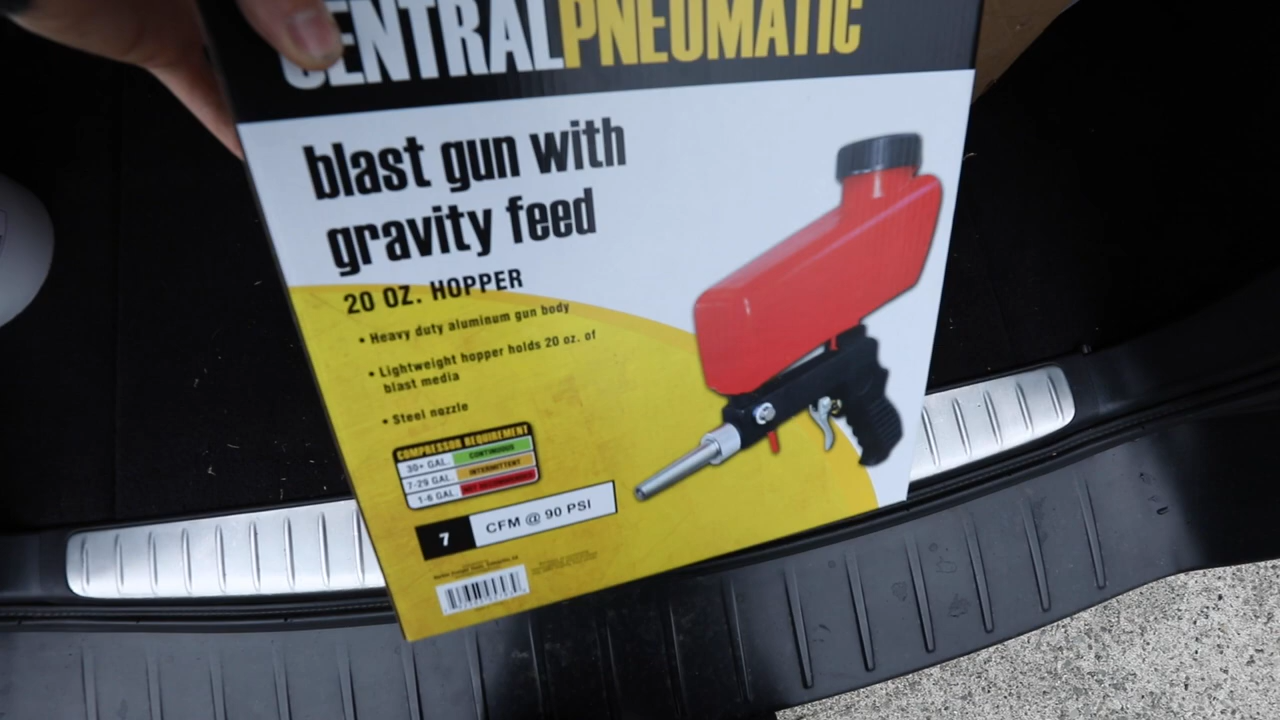 CENTRALPNEUMATIC
blast gun with
gravity feed
20 OZ. HOPPER
• Heavy duty aluminum gun body
• Lightweight hopper holds 20 oz. of
blast media
• Steel nozzle
COMPRESSOR REQUIREMENT
30+ GAL. CONTINUOUS
7-29 GAL. INTERMITTENT
1-6 GAL. NOT RECOMMENDED
7 CFM @ 90 PSI